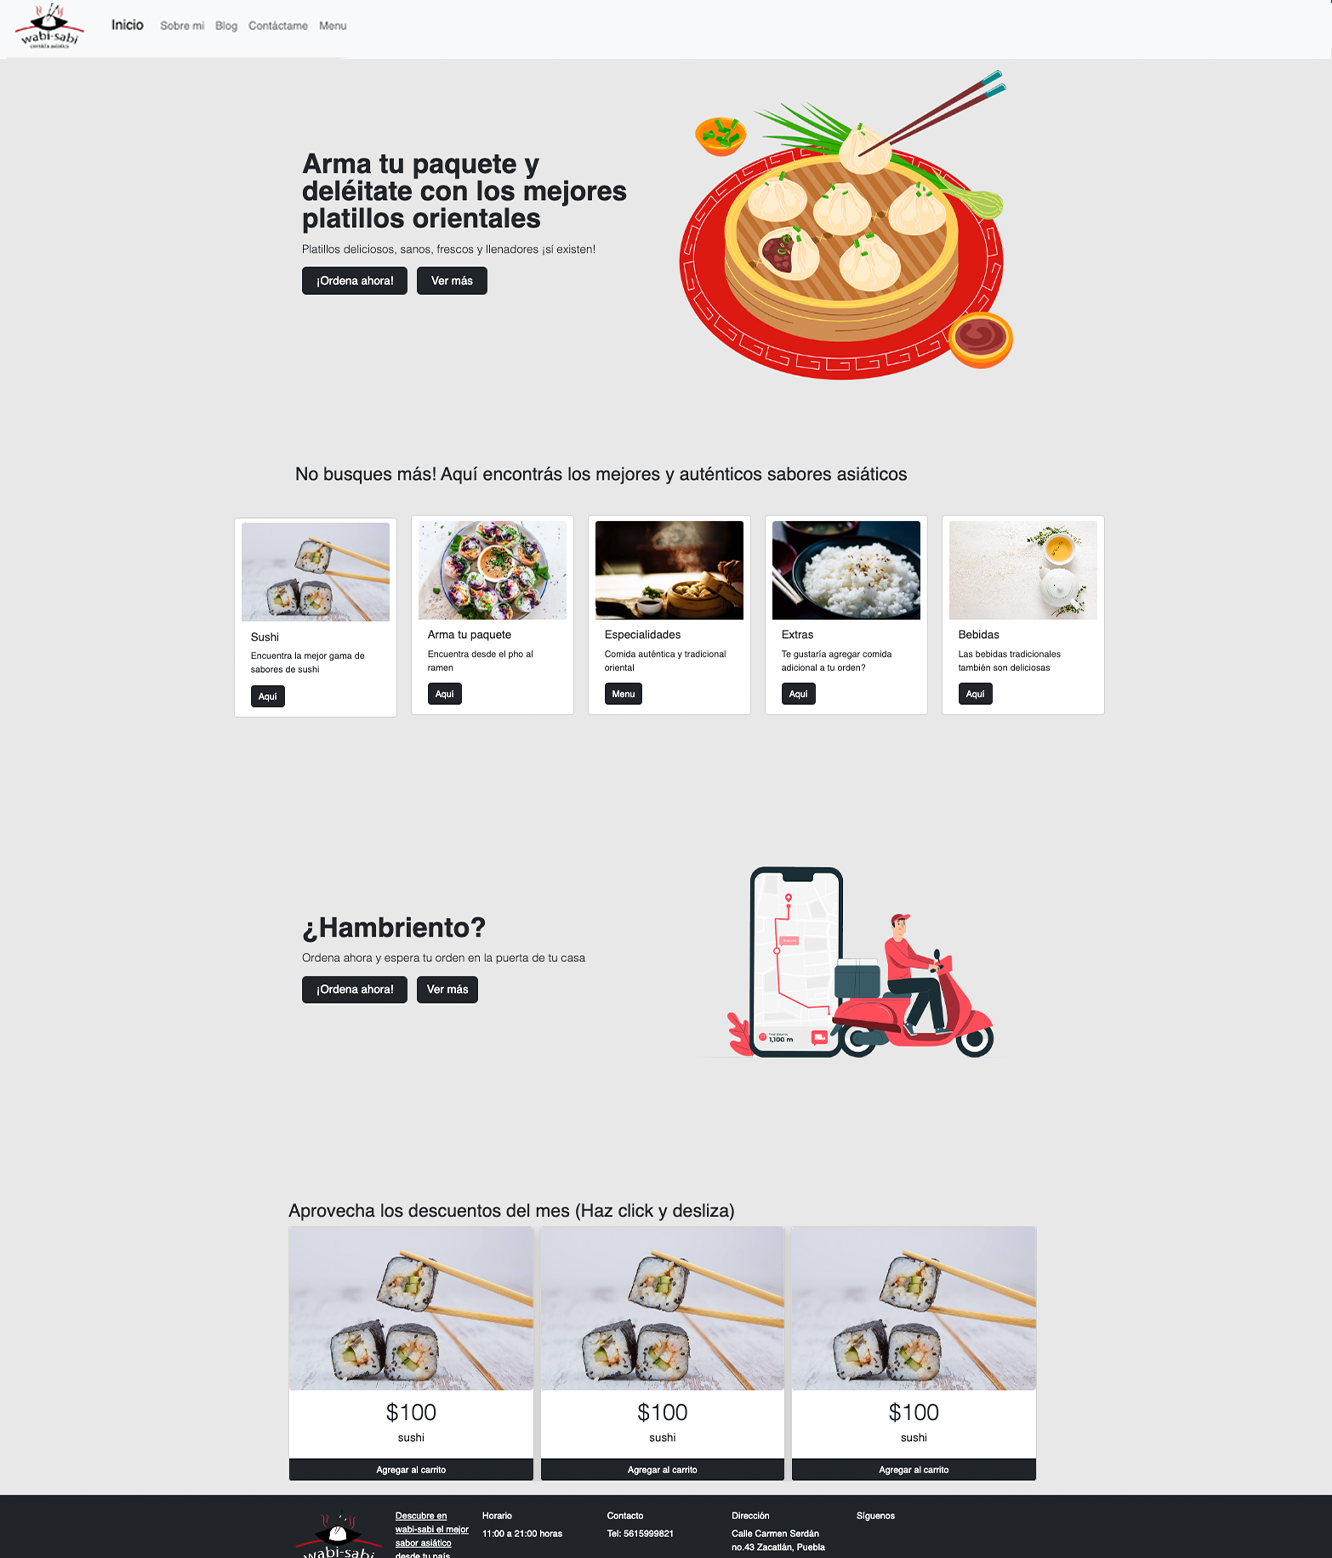 wabi-sabi
comida asiática
Inicio Sobre mi Blog Contáctame Menu
Arma tu paquete y
deléitate con los mejores
platillos orientales
Platillos deliciosos, sanos, frescos y llenadores ¡sí existen!
¡Ordena ahora! Ver más
No busques más! Aquí encontrás los mejores y auténticos sabores asiáticos
Sushi
Encuentra la mejor gama de
sabores de sushi
Aquí
Arma tu paquete
Encuentra desde el pho al
ramen
Aquí
Especialidades
Comida auténtica y tradicional
oriental
Menu
Extras
Te gustaría agregar comida
adicional a tu orden?
Aquí
Bebidas
Las bebidas tradicionales
también son deliciosas
Aquí
¿Hambriento?
Ordena ahora y espera tu orden en la puerta de tu casa
¡Ordena ahora! Ver más
1,100 m
Aprovecha los descuentos del mes (Haz click y desliza)
$100
sushi
Agregar al carrito
$100
sushi
Agregar al carrito
$100
sushi
Agregar al carrito
wabi-sabi
Descubre en
wabi-sabi el mejor
sabor asiático
desde tu país
Horario
11:00 a 21:00 horas
Contacto
Tel: 5615999821
Dirección
Calle Carmen Serdán
no.43 Zacatlán, Puebla
Síguenos